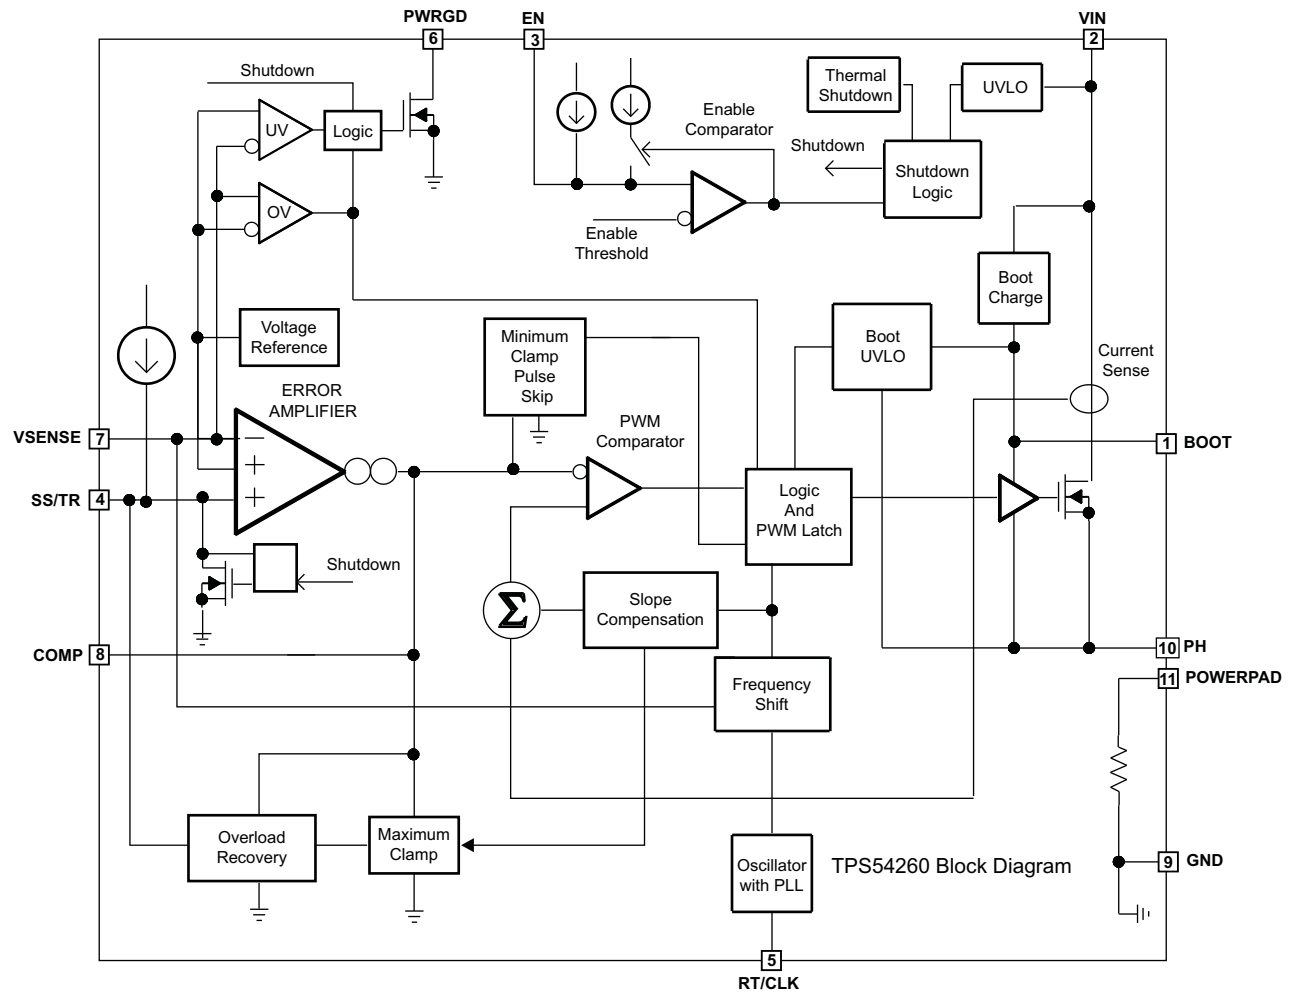 PWRGD
6
EN
3
VIN
2
Shutdown
UV
Logic
OV
Enable
Comparator
Enable
Threshold
Thermal
Shutdown
UVLO
Shutdown
Shutdown
Logic
Boot
Charge
Voltage
Reference
ERROR
AMPLIFIER
Minimum
Clamp
Pulse
Skip
PWM
Comparator
Boot
UVLO
Current
Sense
VSENSE
7
SS/TR
4
−
+
+
1
BOOT
Logic
And
PWM Latch
Shutdown
Σ
Slope
Compensation
COMP
8
10
PH
11
POWERPAD
Frequency
Shift
Overload
Recovery
Maximum
Clamp
Oscillator
with PLL
TPS54260 Block Diagram
9
GND
5
RT/CLK